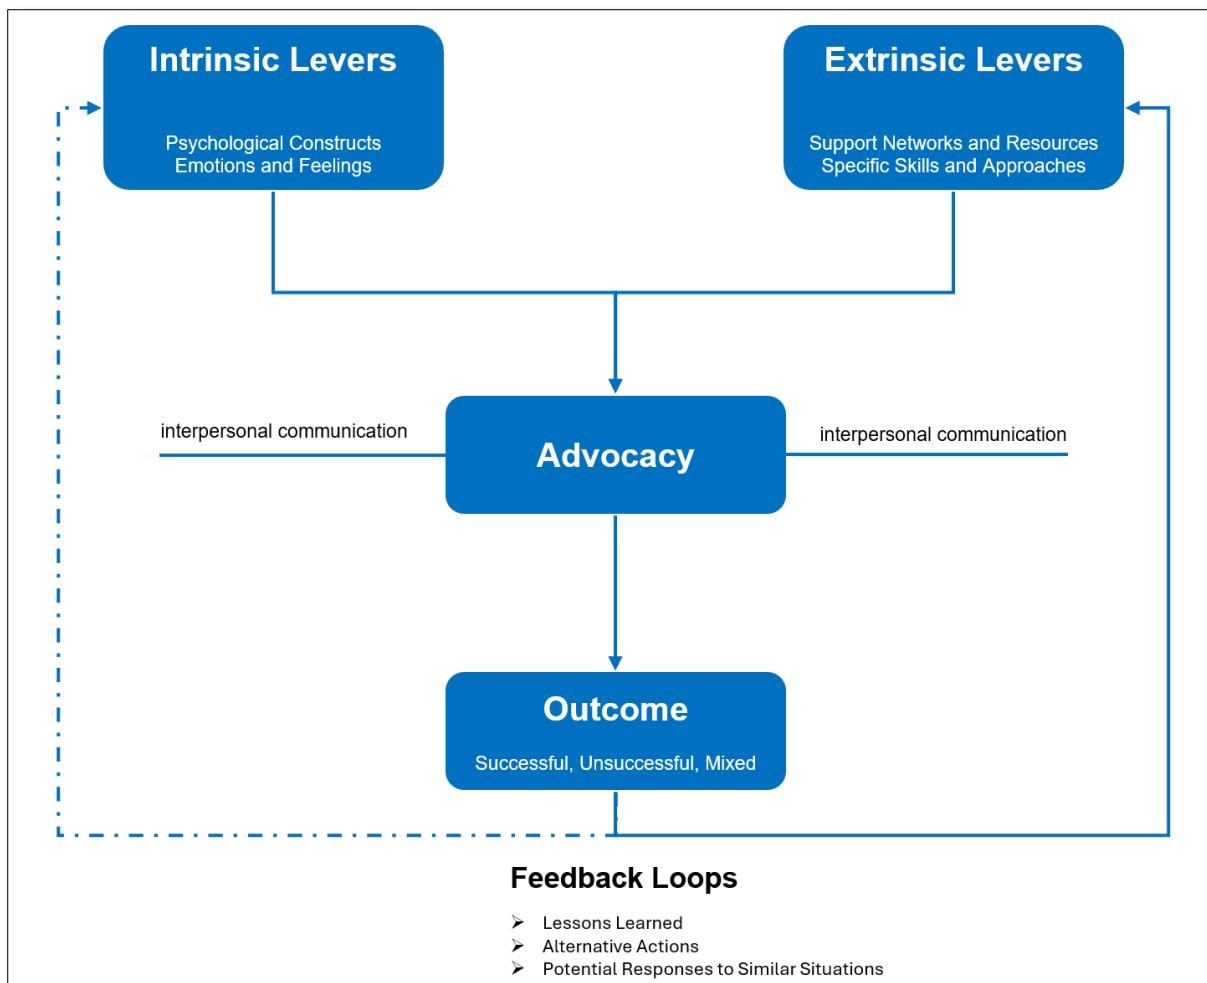 Intrinsic Levers
Psychological Constructs
Emotions and Feelings
Extrinsic Levers
Support Networks and Resources
Specific Skills and Approaches
interpersonal communication
Advocacy
interpersonal communication
Outcome
Successful, Unsuccessful, Mixed
Feedback Loops
➢ Lessons Learned
➢ Alternative Actions
➢ Potential Responses to Similar Situations